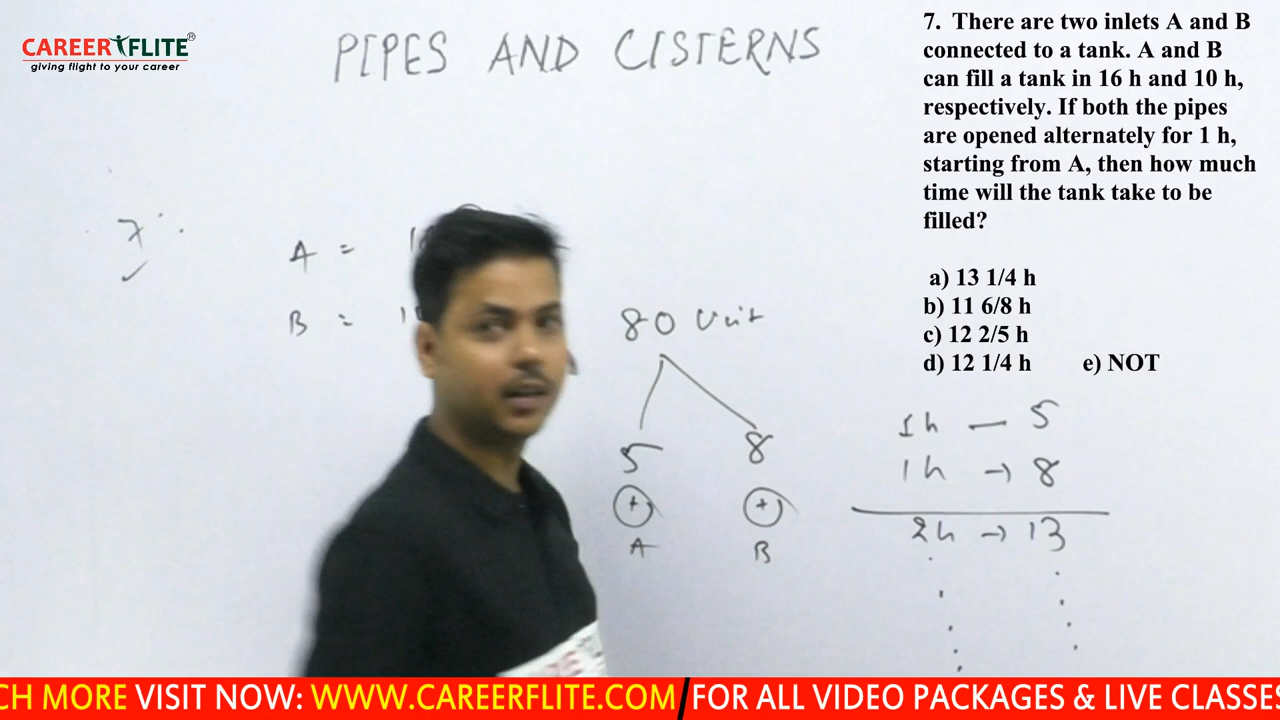 CAREER FLITE®
giving flight to your career
PIPES AND CISTERNS
7. There are two inlets A and B
connected to a tank. A and B
can fill a tank in 16 h and 10 h,
respectively. If both the pipes
are opened alternately for 1 h,
starting from A, then how much
time will the tank take to be
filled?
a) 13 1/4 h
b) 11 6/8 h
c) 12 2/5 h
d) 12 1/4 h e) NOT
7.
A =
B =
80 Unit
5 8
+ +
A B
1h — 5
1h → 8
2h → 13
CH MORE VISIT NOW: WWW.CAREERFLITE.COM / FOR ALL VIDEO PACKAGES & LIVE CLASSES